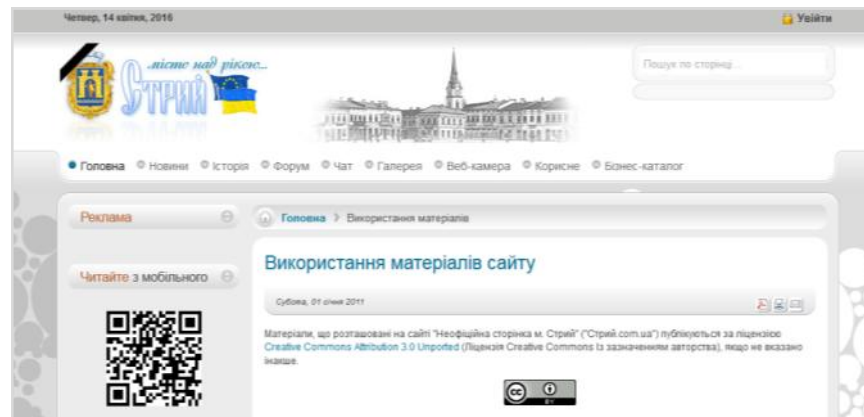 Четвер, 14 квітня, 2016
Увійти
...місто над рікою...
Стрий
Пошук по сторінці ...
Головна Новини Історія Форум Чат Галерея Веб-камера Корисне Бізнес-каталог
Реклама
Головна Використання матеріалів
Читайте з мобільного
Використання матеріалів сайту
Субота, 01 січня 2011
Матеріали, що розташовані на сайті "Неофіційна сторінка м. Стрий" ("Стрий.com.ua") публікуються за ліцензією
Creative Commons Attribution 3.0 Unported (Ліцензія Creative Commons Із зазначенням авторства), якщо не вказано
інакше.
cc
BY